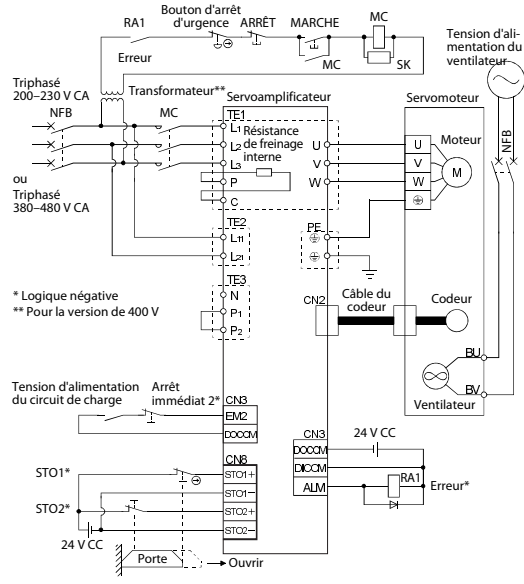 Bouton d'arrêt
d'urgence
ARRÊT
MARCHE
MC
RA1
Erreur
MC
SK
Tension d'ali-
mentation du
ventilateur
Triphasé
200–230 V CA
Transformateur**
NFB
MC
Servoamplificateur
Servomoteur
NFB
TE1
L1
L2
L3
P
C
Résistance
de freinage
interne
U
V
W
U
V
W
Moteur
M
ou
Triphasé
380–480 V CA
TE2
L11
L21
PE
TE3
N
P1
P2
* Logique négative
** Pour la version de 400 V
CN2
Câble du
codeur
Codeur
BU
BV
Ventilateur
Tension d'alimentation
du circuit de charge
Arrêt
immédiat 2*
CN3
EM2
DOCOM
CN3
DOCOM
DICOM
ALM
24 V CC
RA1
Erreur*
CN8
STO1+
STO1−
STO2+
STO2−
STO1*
STO2*
24 V CC
Porte
Ouvrir